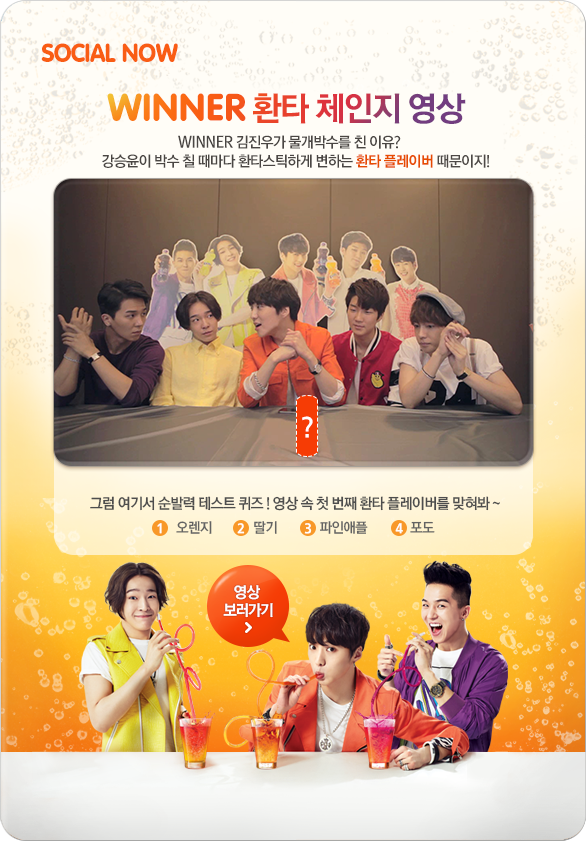 SOCIAL NOW
WINNER 환타 체인지 영상
WINNER 김진우가 물개박수를 친 이유?
강승윤이 박수 칠 때마다 환타스틱하게 변하는 환타 플레이버 때문이지!
?
그럼 여기서 순발력 테스트 퀴즈 ! 영상 속 첫 번째 환타 플레이버를 맞혀봐 ~
1 오렌지 2 딸기 3 파인애플 4 포도
영상
보러가기
>